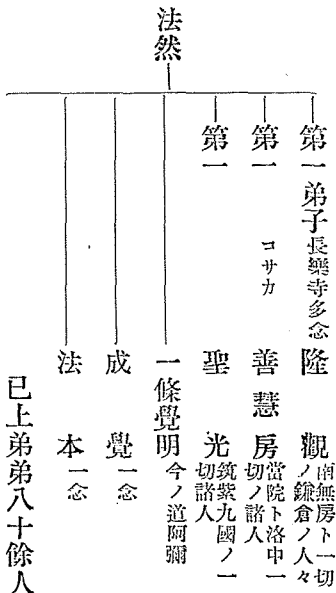 法然
第一弟子 長樂寺多念 隆觀 南無房ト一切ノ鎌倉ノ人々
第一 コサカ 善慧房 當院ト洛中一切ノ諸人
第一 聖光 筑紫九國ノ一切諸人
一條覺明 今ノ道阿彌
成覺 一念
法本 一念
已上弟弟八十餘人